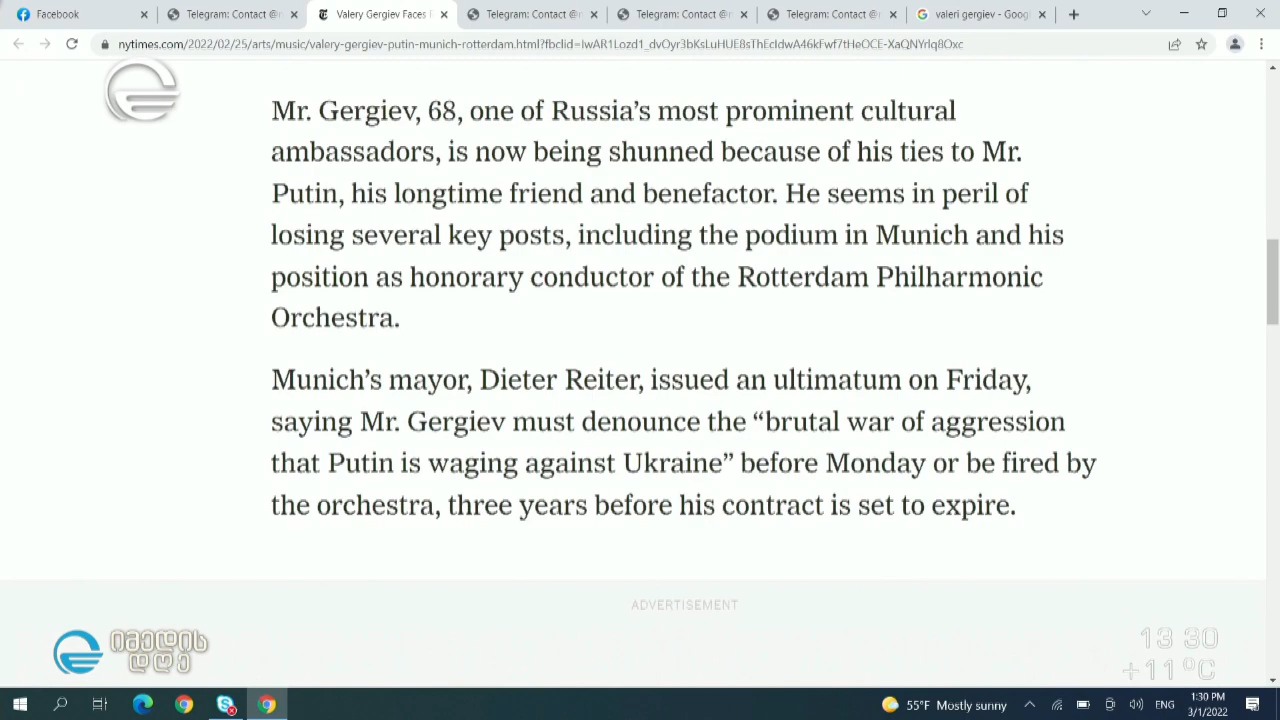 Facebook
Telegram: Contact @r
Valery Gergiev Faces f
Telegram: Contact @r
Telegram: Contact @r
Telegram: Contact @r
valeri gergiev - Googl
nytimes.com/2022/02/25/arts/music/valery-gergiev-putin-munich-rotterdam.html?fbclid=IwAR1Lozd1_dvOyr3bKsLuHUE8sThEcIdwA46kFwf7tHeOCE-XaQNYrlq8Oxc
Mr. Gergiev, 68, one of Russia’s most prominent cultural
ambassadors, is now being shunned because of his ties to Mr.
Putin, his longtime friend and benefactor. He seems in peril of
losing several key posts, including the podium in Munich and his
position as honorary conductor of the Rotterdam Philharmonic
Orchestra.
Munich’s mayor, Dieter Reiter, issued an ultimatum on Friday,
saying Mr. Gergiev must denounce the “brutal war of aggression
that Putin is waging against Ukraine” before Monday or be fired by
the orchestra, three years before his contract is set to expire.
ADVERTISEMENT
იმედის
დღე
13 30
+11°C
55°F Mostly sunny
ENG
1:30 PM
3/1/2022